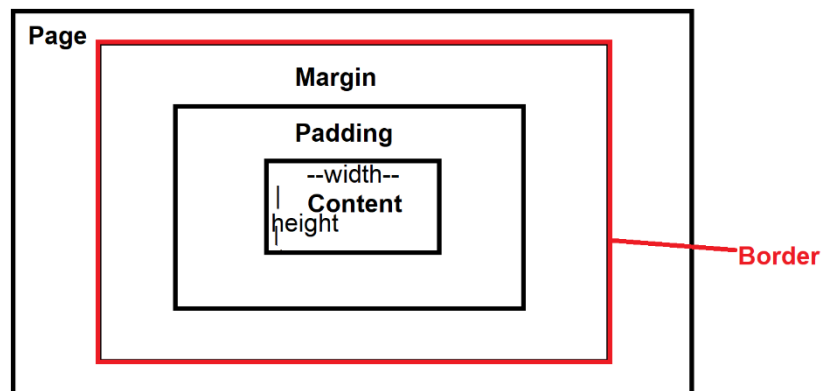 Page
Margin
Padding
--width--
|
Content
height
|
Border